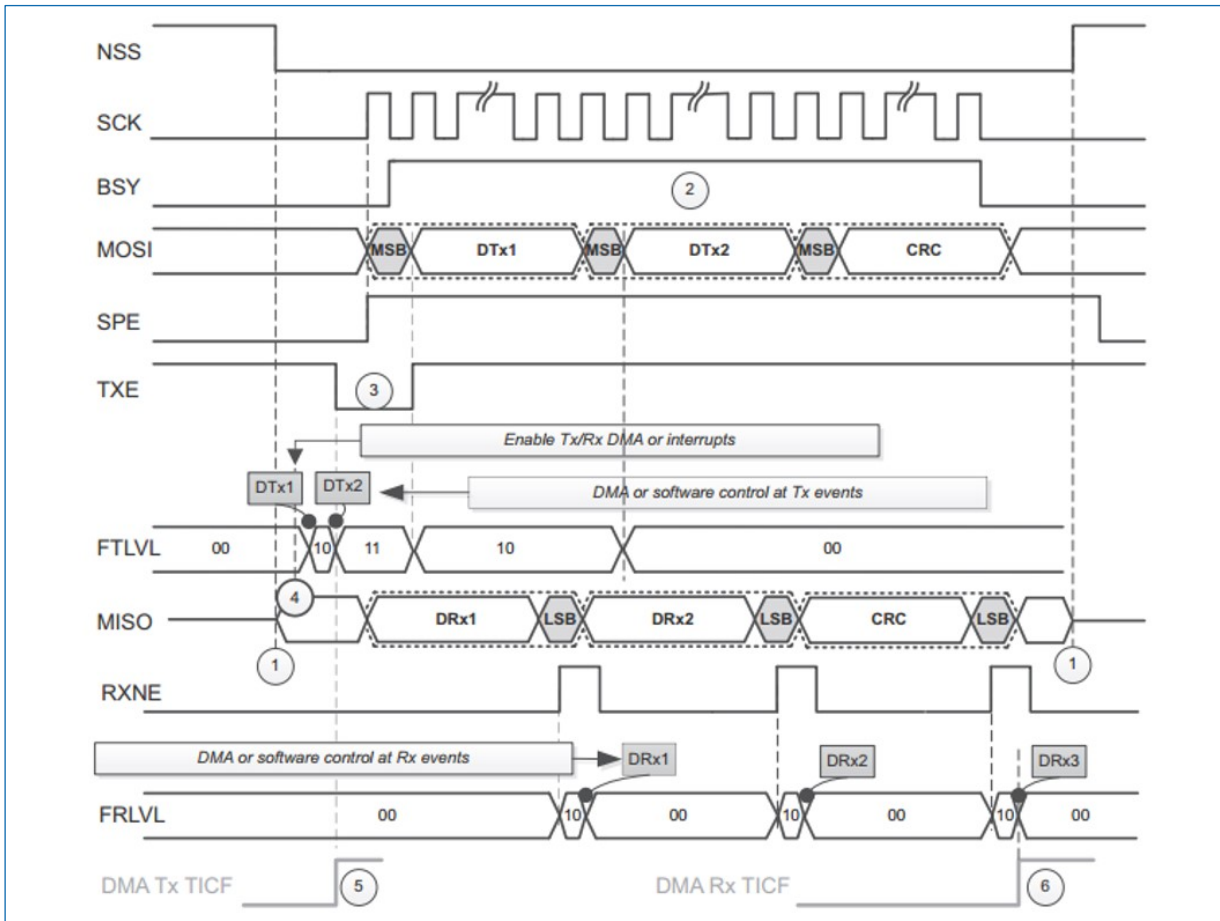 NSS
SCK
BSY
2
MOSI
MSB DTx1 MSB DTx2 MSB CRC
SPE
TXE
3
Enable Tx/Rx DMA or interrupts
DTx1 DTx2 DMA or software control at Tx events
FTLVL
00 10 11 10 00
4
MISO
DRx1 LSB DRx2 LSB CRC LSB
1 1
RXNE
DMA or software control at Rx events DRx1 DRx2 DRx3
FRLVL
00 10 00 10 00 10 00
DMA Tx TICF 5 DMA Rx TICF 6